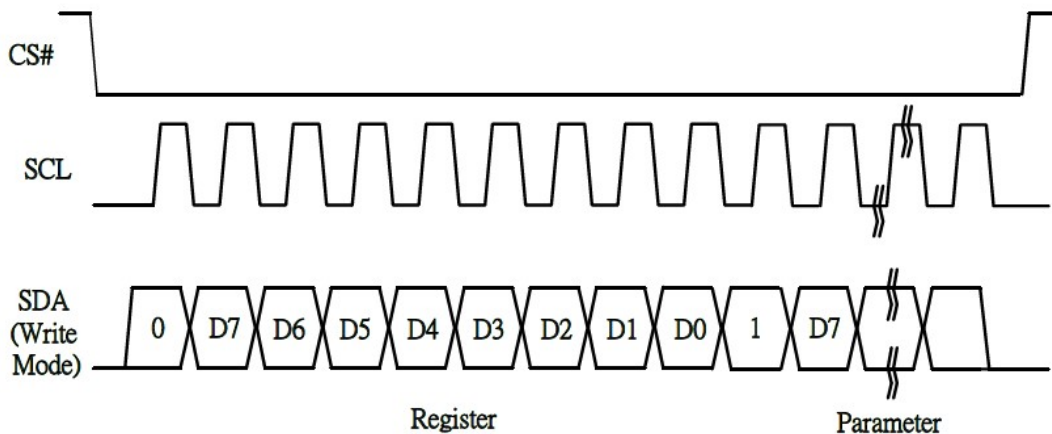 CS#
SCL
SDA
(Write
Mode)
0 D7 D6 D5 D4 D3 D2 D1 D0 1 D7
Register
Parameter